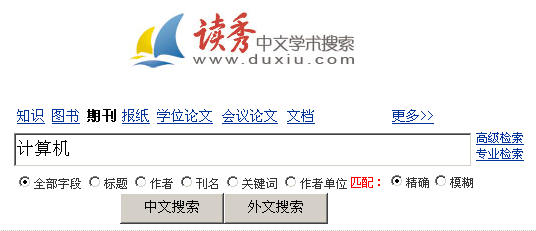 读秀中文学术搜索
www.duxiu.com
知识 图书 期刊 报纸 学位论文 会议论文 文档 更多>>
计算机 高级检索
专业检索
全部字段 标题 作者 刊名 关键词 作者单位 匹配: 精确 模糊
中文搜索 外文搜索